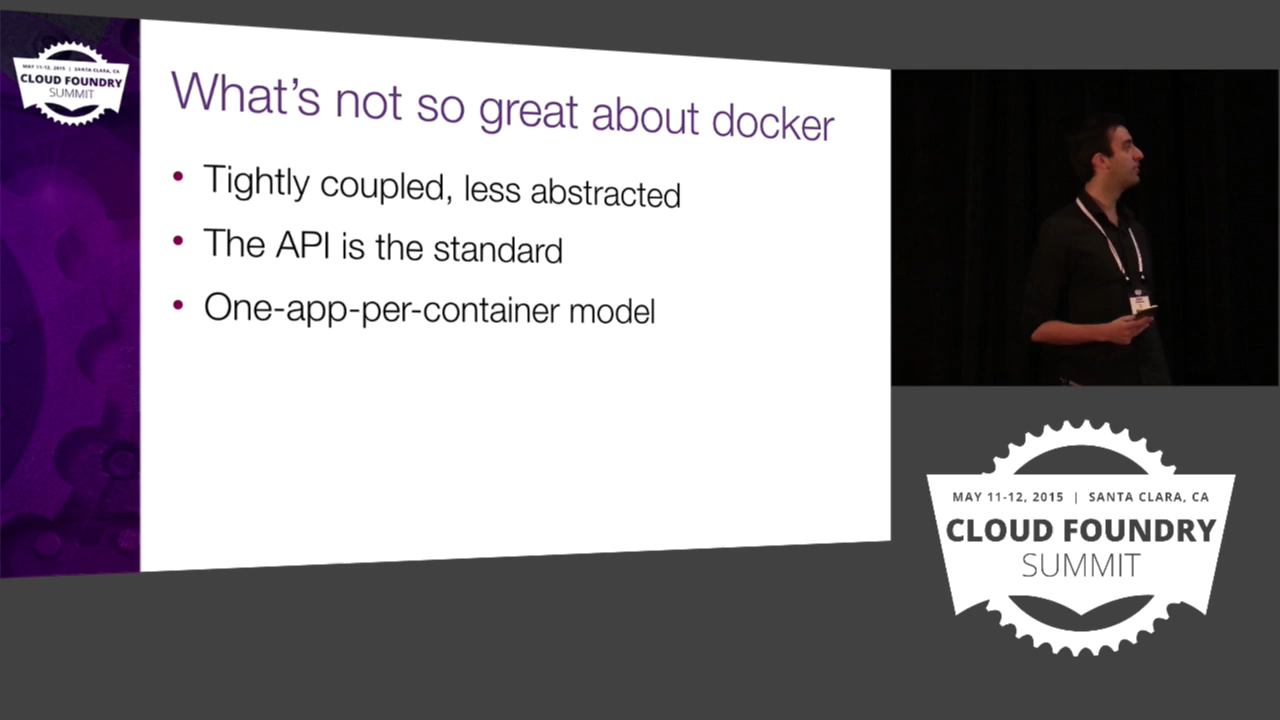 MAY 11-12, 2015 | SANTA CLARA, CA
CLOUD FOUNDRY
SUMMIT
What's not so great about docker
• Tightly coupled, less abstracted
• The API is the standard
• One-app-per-container model
MAY 11-12, 2015 | SANTA CLARA, CA
CLOUD FOUNDRY
SUMMIT